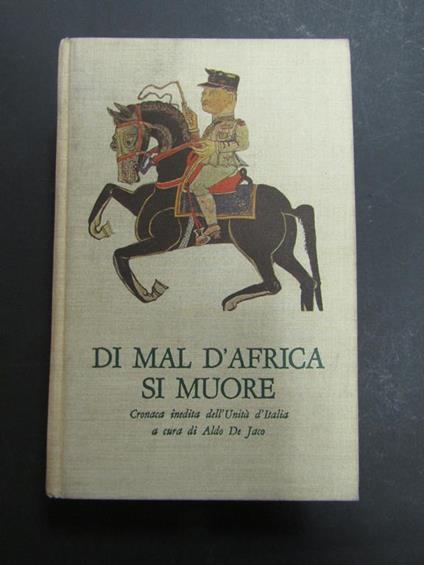 DI MAL D'AFRICA
SI MUORE
Cronaca inedita dell'Unità d'Italia
a cura di Aldo De Jaco